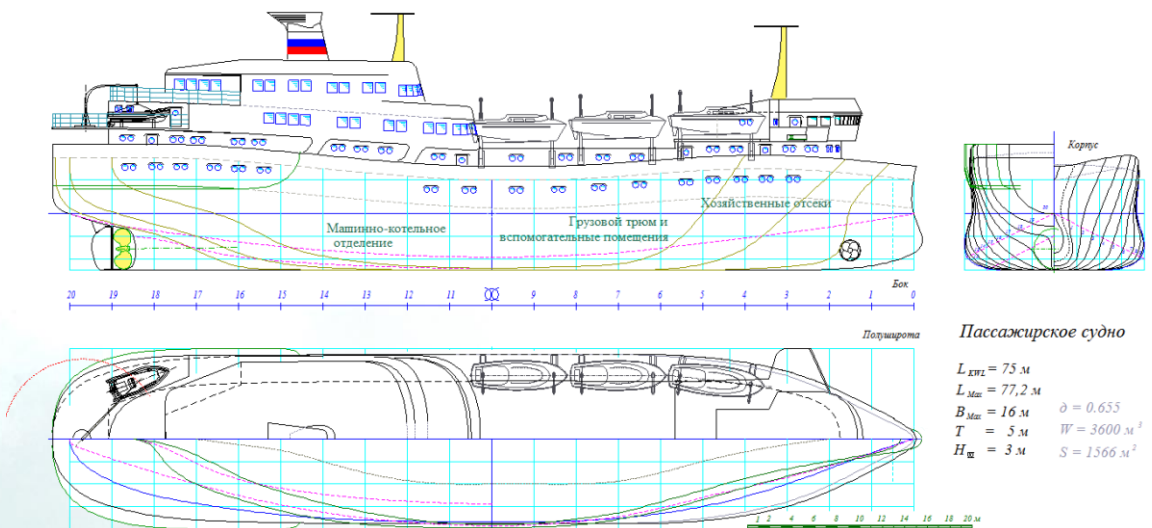 Корпус
Хозяйственные отсеки
Машинно-котельное
отделение
Грузовой трюм и
вспомогательные помещения
Бок
20 19 18 17 16 15 14 13 12 11 9 8 7 6 5 4 3 2 1 0
Полуширота
Пассажирское судно
L KWL = 75 м
L Max = 77,2 м
B Max = 16 м
∂ = 0.655
T = 5 м
W = 3600 м³
H = 3 м
S = 1566 м²
1 2 4 6 8 10 12 14 16 18 20 м